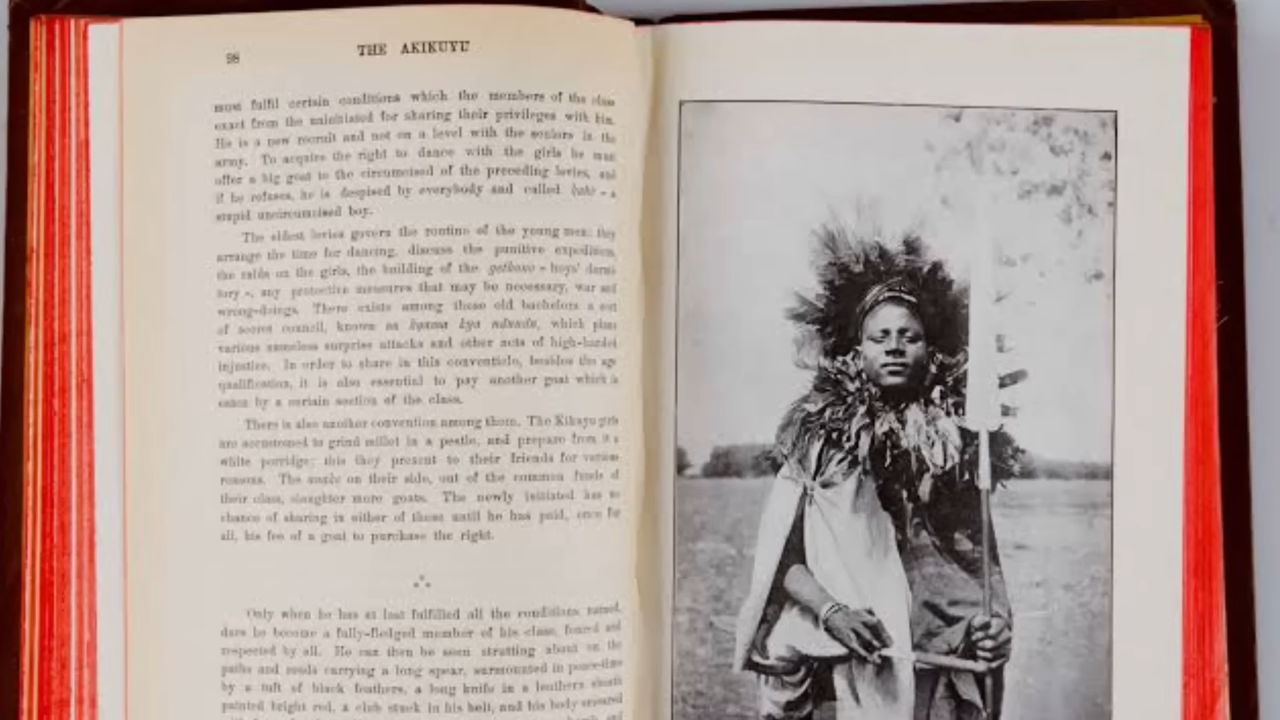 98
THE AKIKUYU
must fulfil certain conditions which the members of the class
exact from the uninitiated for sharing their privileges with him.
He is a new recruit and not on a level with the seniors in the
army. To acquire the right to dance with the girls he must
offer a big goat to the circumcised of the preceding levies, and
if he refuses, he is despised by everybody and called - a
stupid uncircumcised boy.
The eldest levies govern the routine of the young men: they
arrange the time for dancing, discuss the punitive expedition,
the raids on the girls, the building of the - boys' dormi-
tory -, any protective measures that may be necessary, war and
wrong-doings. There exists among these old bachelors a sort
of secret council, known as kya ndundu, which plans
various nameless surprise attacks and other acts of high-handed
injustice. In order to share in this conventicle, besides the age
qualification, it is also essential to pay another goat which is
eaten by a certain section of the class.
There is also another convention among them. The Kikuyu girls
are accustomed to grind millet in a pestle, and prepare from it a
white porridge: this they present to their friends for various
reasons. The on their side, out of the common funds of
their class, slaughter more goats. The newly initiated has no
chance of sharing in either of these until he has paid, once for
all, his fee of a goat to purchase the right.
Only when he has at last fulfilled all the conditions named,
dare he become a fully-fledged member of his class, feared and
respected by all. He can then be seen strutting about on the
paths and roads carrying a long spear, surmounted in peace-time
by a tuft of black feathers, a long knife in a leathern sheath
painted bright red, a club stuck in his belt, and his body smeared